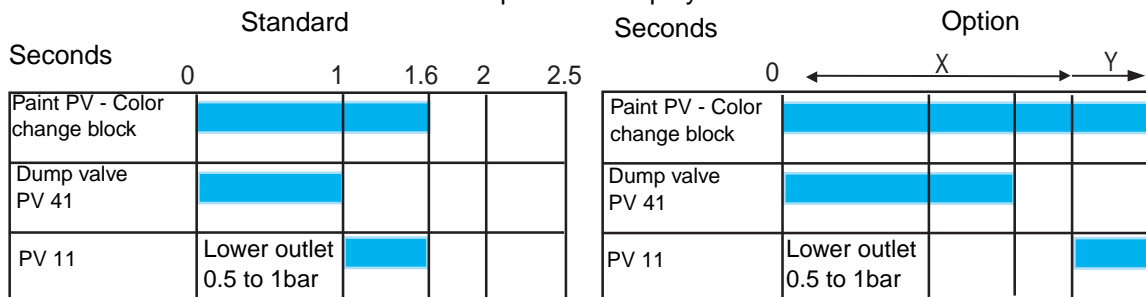 Standard
Seconds
0 1 1.6 2 2.5
Paint PV - Color
change block
Dump valve
PV 41
PV 11
Lower outlet
0.5 to 1bar
Option
Seconds
0 X Y
Paint PV - Color
change block
Dump valve
PV 41
PV 11
Lower outlet
0.5 to 1bar